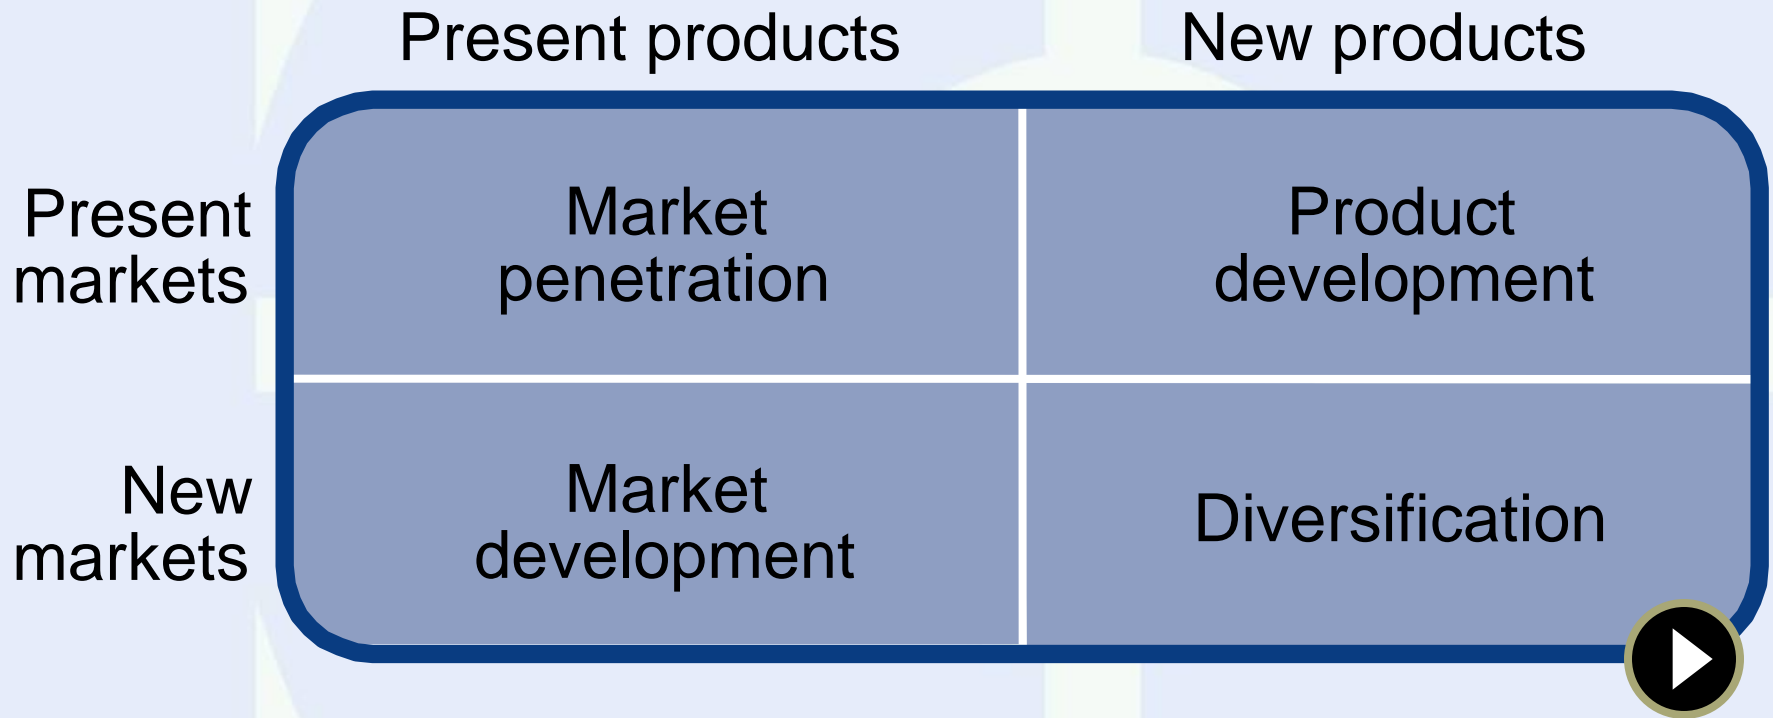 Present products
New products
Present
markets
Market
penetration
Product
development
New
markets
Market
development
Diversification